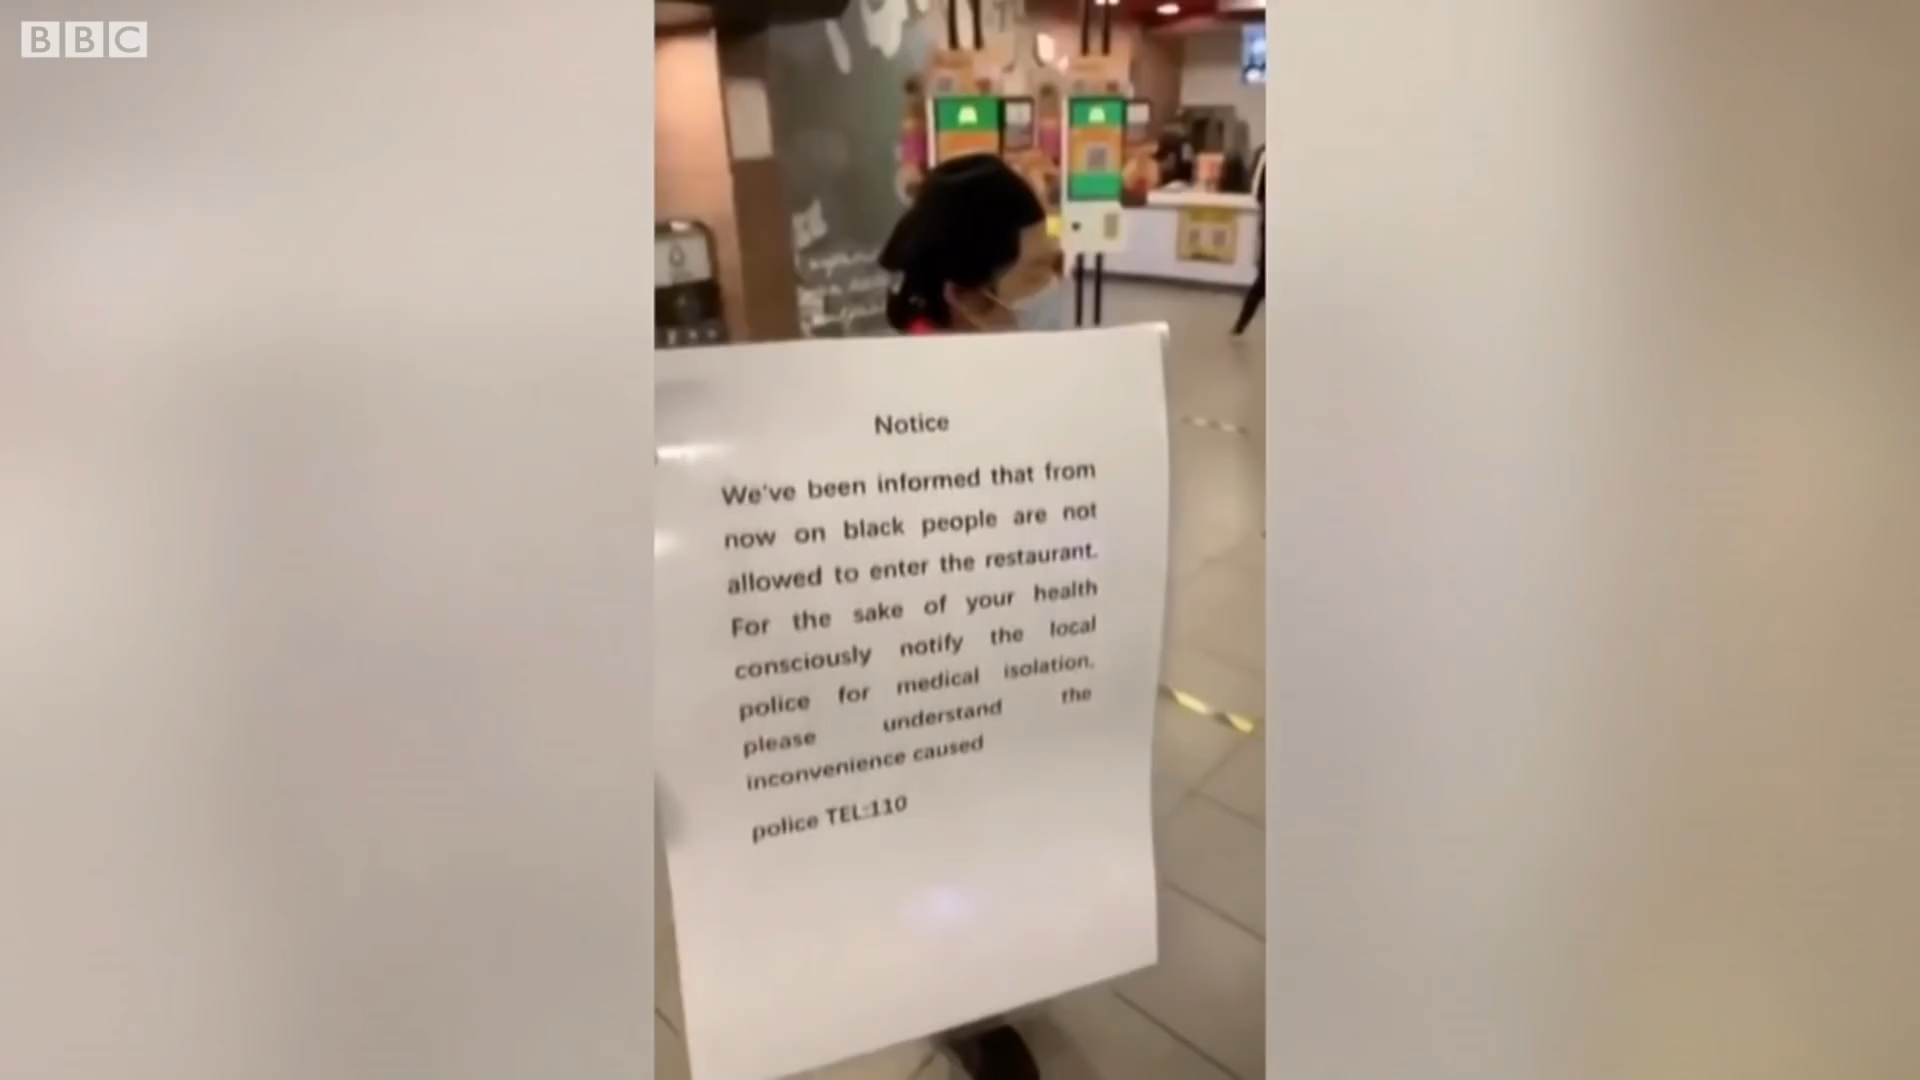 BBC
Notice
We've been informed that from
now on black people are not
allowed to enter the restaurant.
For the sake of your health
consciously notify the local
police for medical isolation.
please understand the
inconvenience caused
police TEL:110